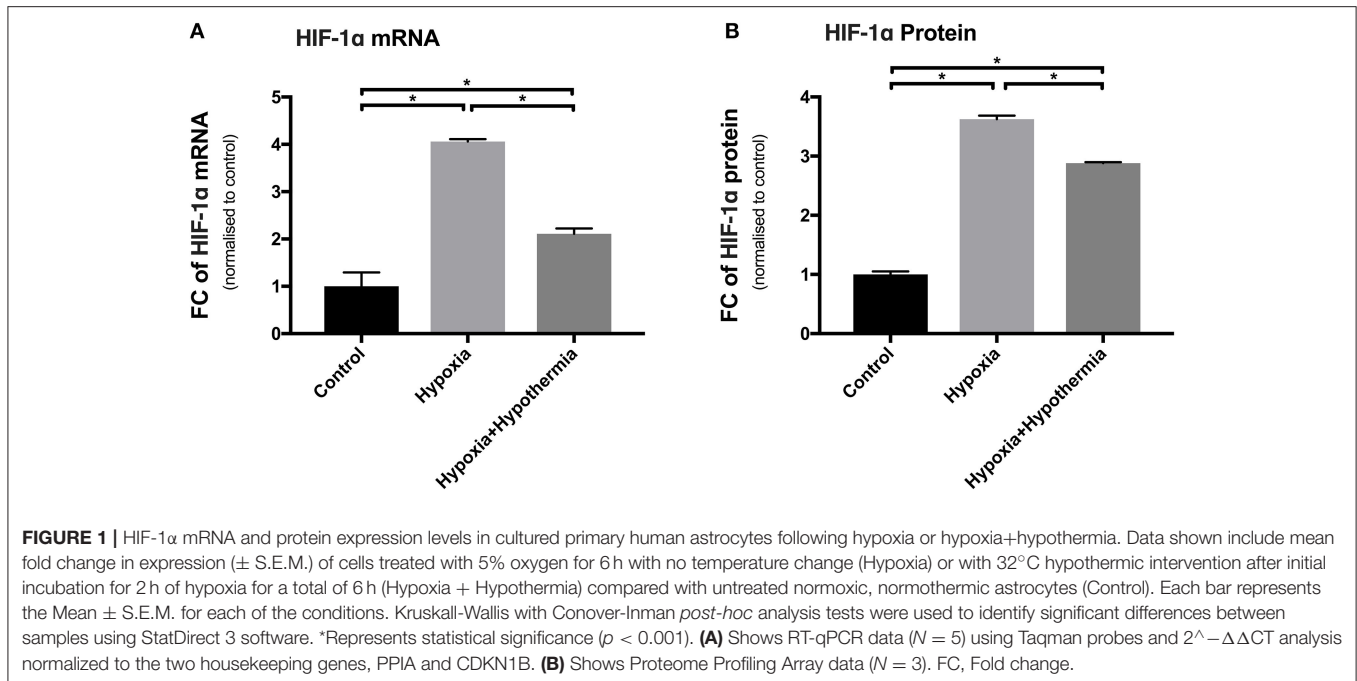 A
HIF-1α mRNA
FC of HIF-1α mRNA
(normalised to control)
5
4
3
2
1
0
*
*
*
Control
Hypoxia
Hypoxia+Hypothermia
B
HIF-1α Protein
FC of HIF-1α protein
(normalised to control)
4
3
2
1
0
*
*
*
Control
Hypoxia
Hypoxia+Hypothermia
FIGURE 1 | HIF-1α mRNA and protein expression levels in cultured primary human astrocytes following hypoxia or hypoxia+hypothermia. Data shown include mean
fold change in expression (± S.E.M.) of cells treated with 5% oxygen for 6 h with no temperature change (Hypoxia) or with 32°C hypothermic intervention after initial
incubation for 2 h of hypoxia for a total of 6 h (Hypoxia + Hypothermia) compared with untreated normoxic, normothermic astrocytes (Control). Each bar represents
the Mean ± S.E.M. for each of the conditions. Kruskall-Wallis with Conover-Inman post-hoc analysis tests were used to identify significant differences between
samples using StatDirect 3 software. *Represents statistical significance (p < 0.001). (A) Shows RT-qPCR data (N = 5) using Taqman probes and 2^−ΔΔCT analysis
normalized to the two housekeeping genes, PPIA and CDKN1B. (B) Shows Proteome Profiling Array data (N = 3). FC, Fold change.